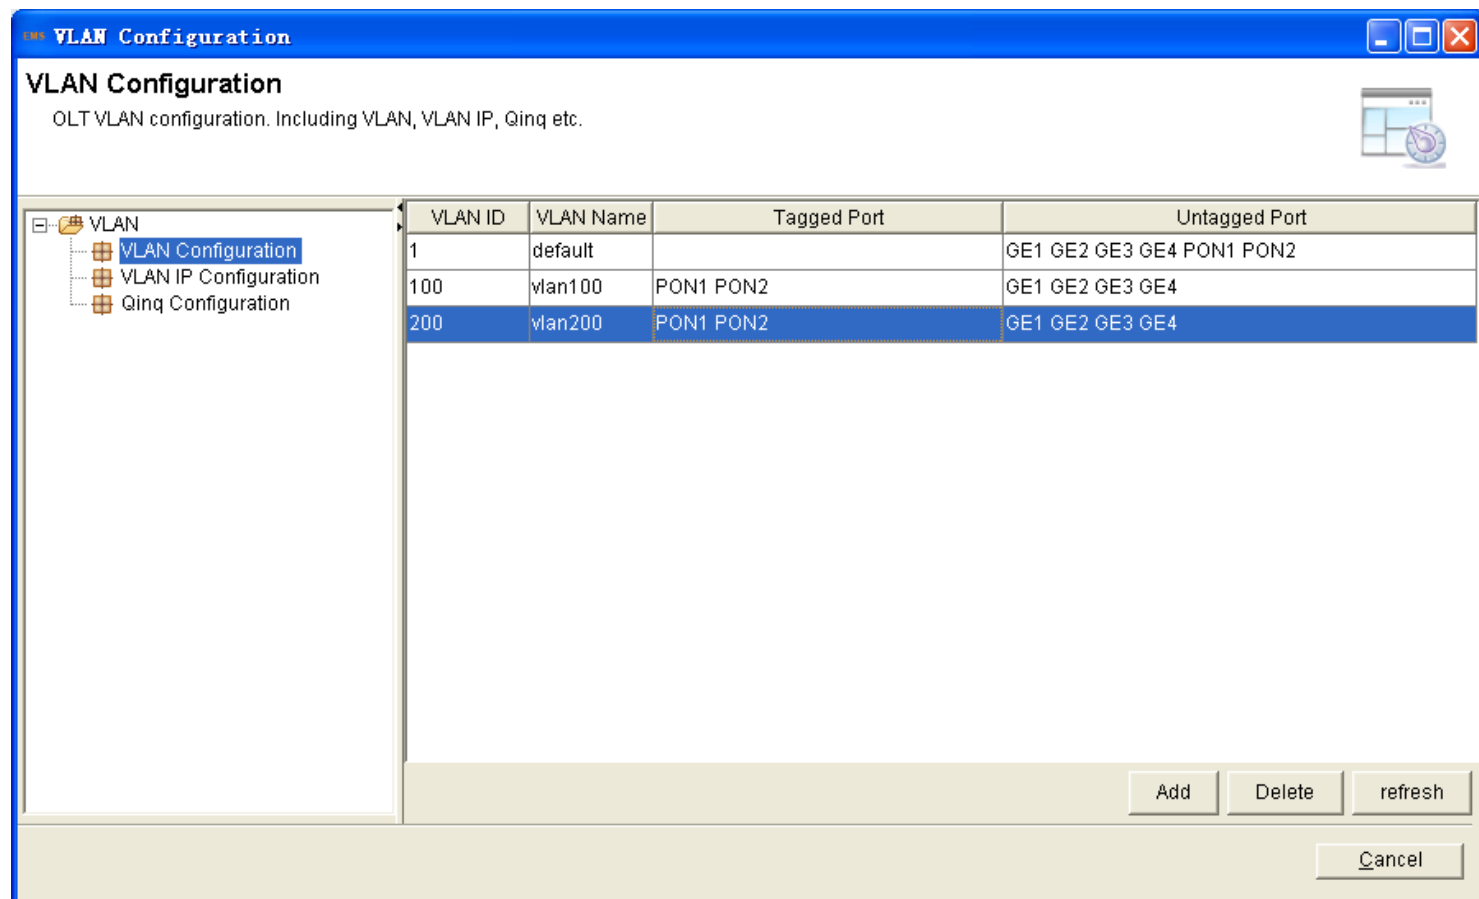 EMS VLAN Configuration
VLAN Configuration
OLT VLAN configuration. Including VLAN, VLAN IP, Qinq etc.
VLAN
VLAN Configuration
VLAN IP Configuration
Qinq Configuration
VLAN ID VLAN Name Tagged Port Untagged Port
1 default GE1 GE2 GE3 GE4 PON1 PON2
100 vlan100 PON1 PON2 GE1 GE2 GE3 GE4
200 vlan200 PON1 PON2 GE1 GE2 GE3 GE4
Add Delete refresh
Cancel